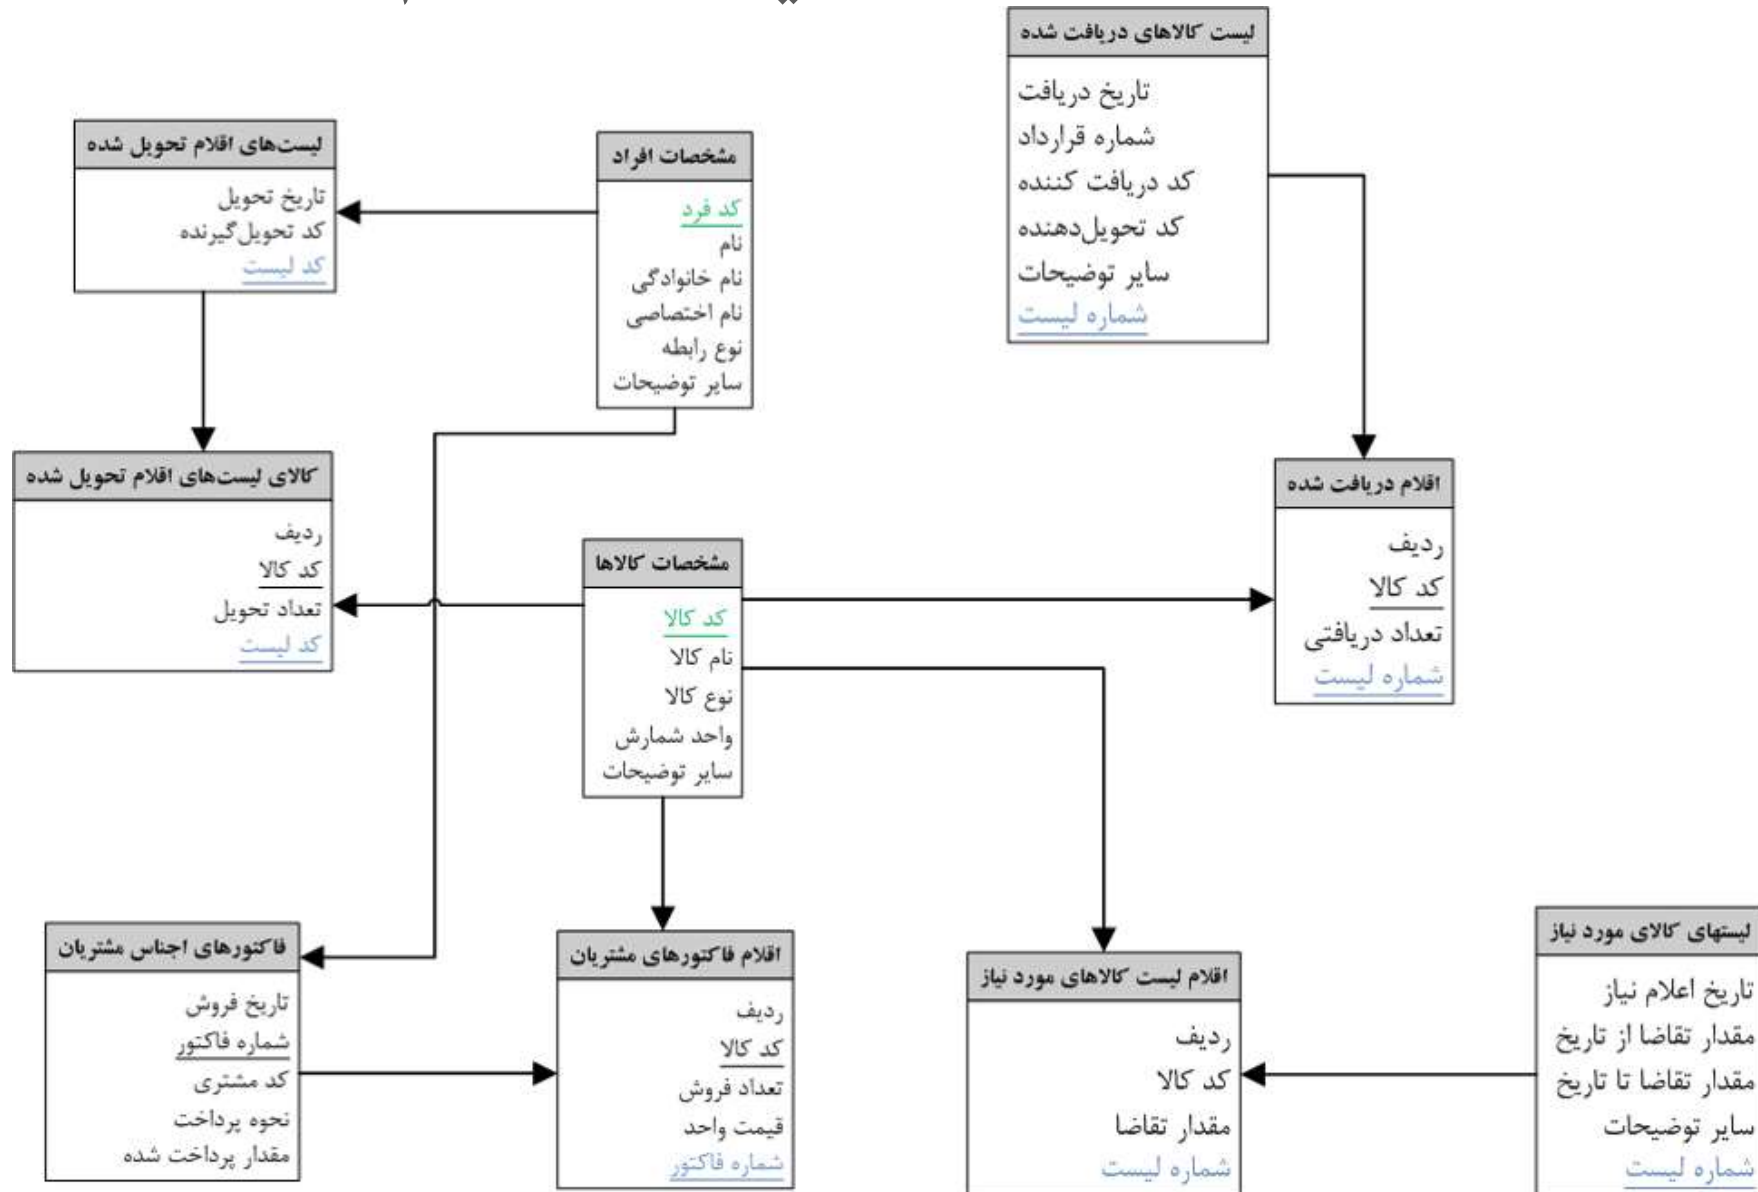 لیست کالاهای دریافت شده
تاریخ دریافت
شماره قرارداد
کد دریافت کننده
کد تحویل‌دهنده
سایر توضیحات
شماره لیست
مشخصات افراد
کد فرد
نام
نام خانوادگی
نام اختصاصی
نوع رابطه
سایر توضیحات
لیست‌های اقلام تحویل شده
تاریخ تحویل
کد تحویل‌گیرنده
کد لیست
اقلام دریافت شده
ردیف
کد کالا
تعداد دریافتی
شماره لیست
مشخصات کالاها
کد کالا
نام کالا
نوع کالا
واحد شمارش
سایر توضیحات
کالای لیست‌های اقلام تحویل شده
ردیف
کد کالا
تعداد تحویل
کد لیست
لیستهای کالای مورد نیاز
تاریخ اعلام نیاز
مقدار تقاضا از تاریخ
مقدار تقاضا تا تاریخ
سایر توضیحات
شماره لیست
اقلام لیست کالاهای مورد نیاز
ردیف
کد کالا
مقدار تقاضا
شماره لیست
اقلام فاکتورهای مشتریان
ردیف
کد کالا
تعداد فروش
قیمت واحد
شماره فاکتور
فاکتورهای اجناس مشتریان
تاریخ فروش
شماره فاکتور
کد مشتری
نحوه پرداخت
مقدار پرداخت شده